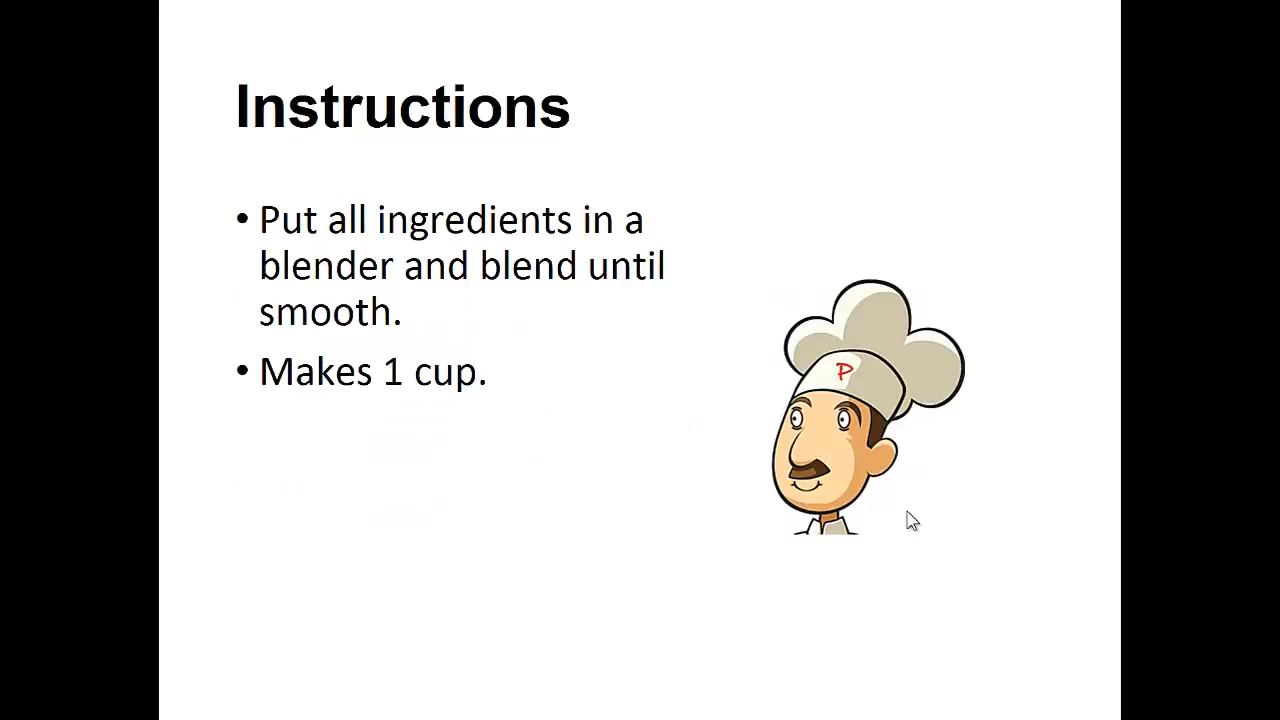 Instructions
• Put all ingredients in a
blender and blend until
smooth.
• Makes 1 cup.
P